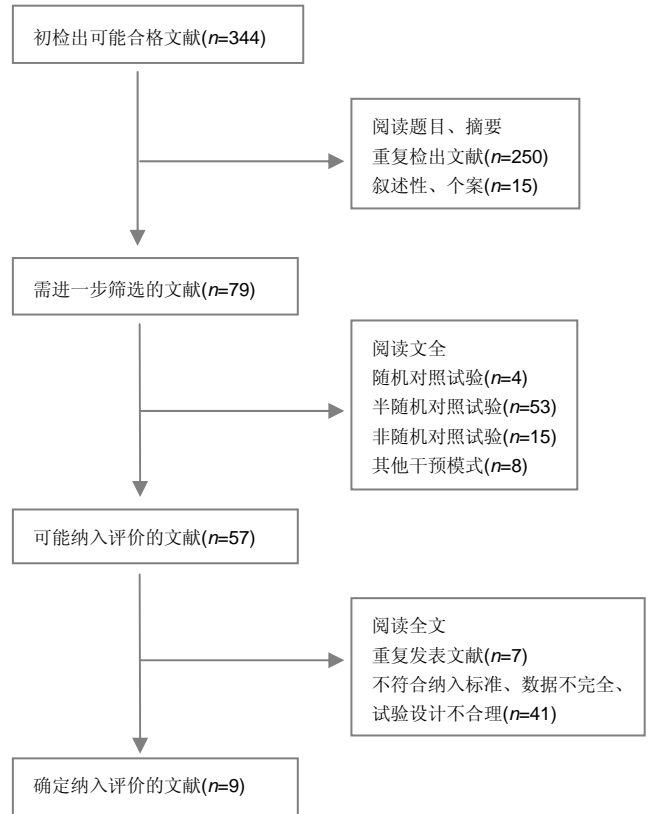 初检出可能合格文献(n=344)
阅读题目、摘要
重复检出文献(n=250)
叙述性、个案(n=15)
需进一步筛选的文献(n=79)
阅读文全
随机对照试验(n=4)
半随机对照试验(n=53)
非随机对照试验(n=15)
其他干预模式(n=8)
可能纳入评价的文献(n=57)
阅读全文
重复发表文献(n=7)
不符合纳入标准、数据不完全、
试验设计不合理(n=41)
确定纳入评价的文献(n=9)